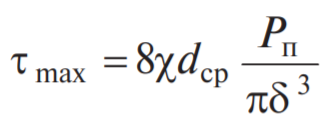 τ max = 8χd ср P п / πδ 3